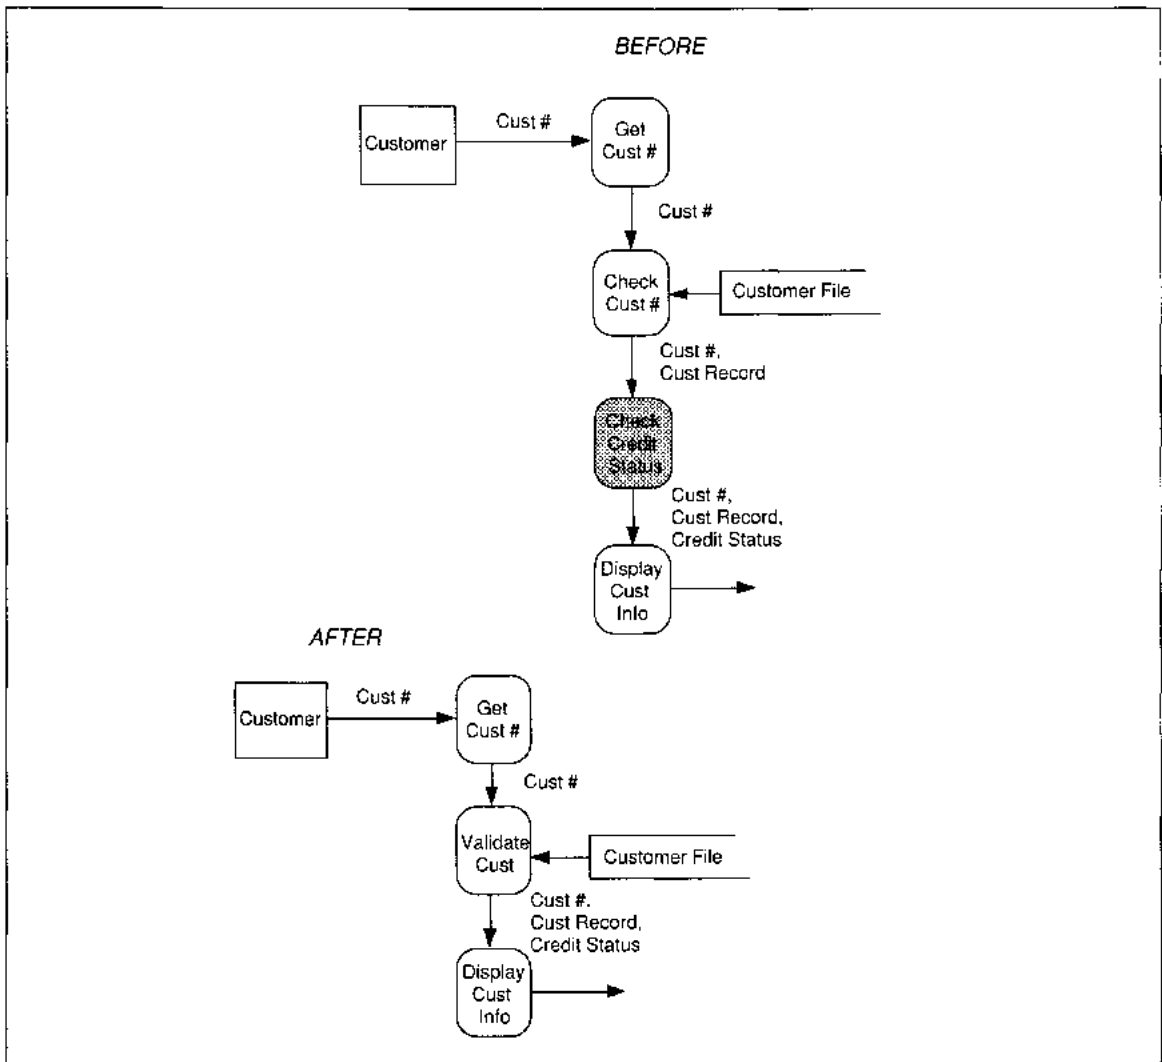 BEFORE
Customer
Cust #
Get
Cust #
Cust #
Check
Cust #
Customer File
Cust #,
Cust Record
Check
Credit
Status
Cust #,
Cust Record,
Credit Status
Display
Cust
Info
AFTER
Customer
Cust #
Get
Cust #
Cust #
Validate
Cust
Customer File
Cust #.
Cust Record,
Credit Status
Display
Cust
Info